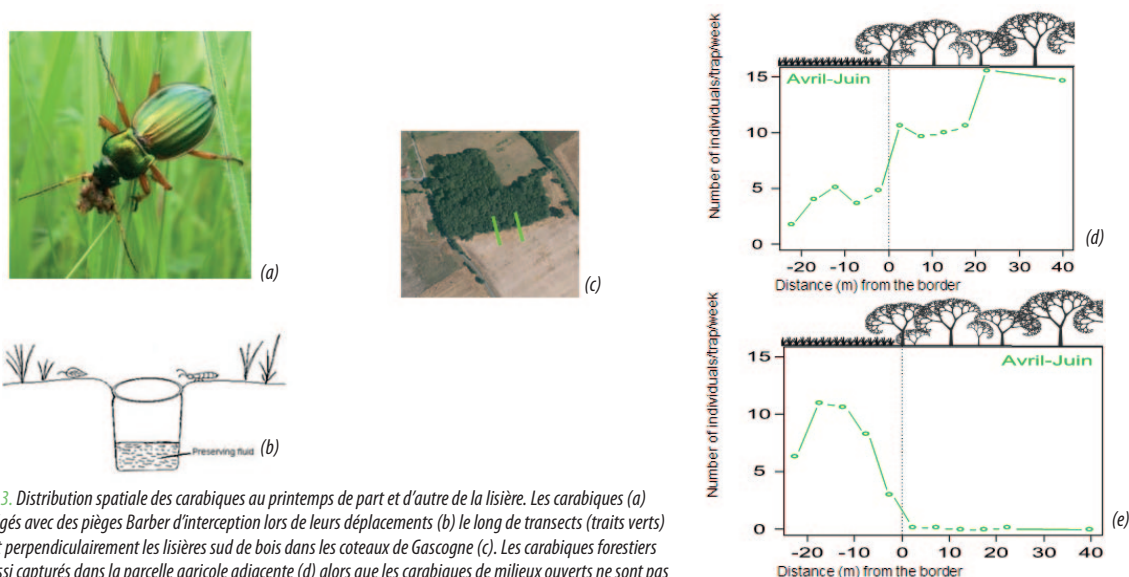 (a)
(b)
Preserving fluid
(c)
3. Distribution spatiale des carabiques au printemps de part et d'autre de la lisière. Les carabiques (a)
gés avec des pièges Barber d'interception lors de leurs déplacements (b) le long de transects (traits verts)
t perpendiculairement les lisières sud de bois dans les coteaux de Gascogne (c). Les carabiques forestiers
ssi capturés dans la parcelle agricole adjacente (d) alors que les carabiques de milieux ouverts ne sont pas
Number of individuals/trap/week
Avril-Juin
15
10
5
0
-20 -10 0 10 20 30 40
Distance (m) from the border
(d)
Number of individuals/trap/week
Avril-Juin
15
10
5
0
-20 -10 0 10 20 30 40
Distance (m) from the border
(e)